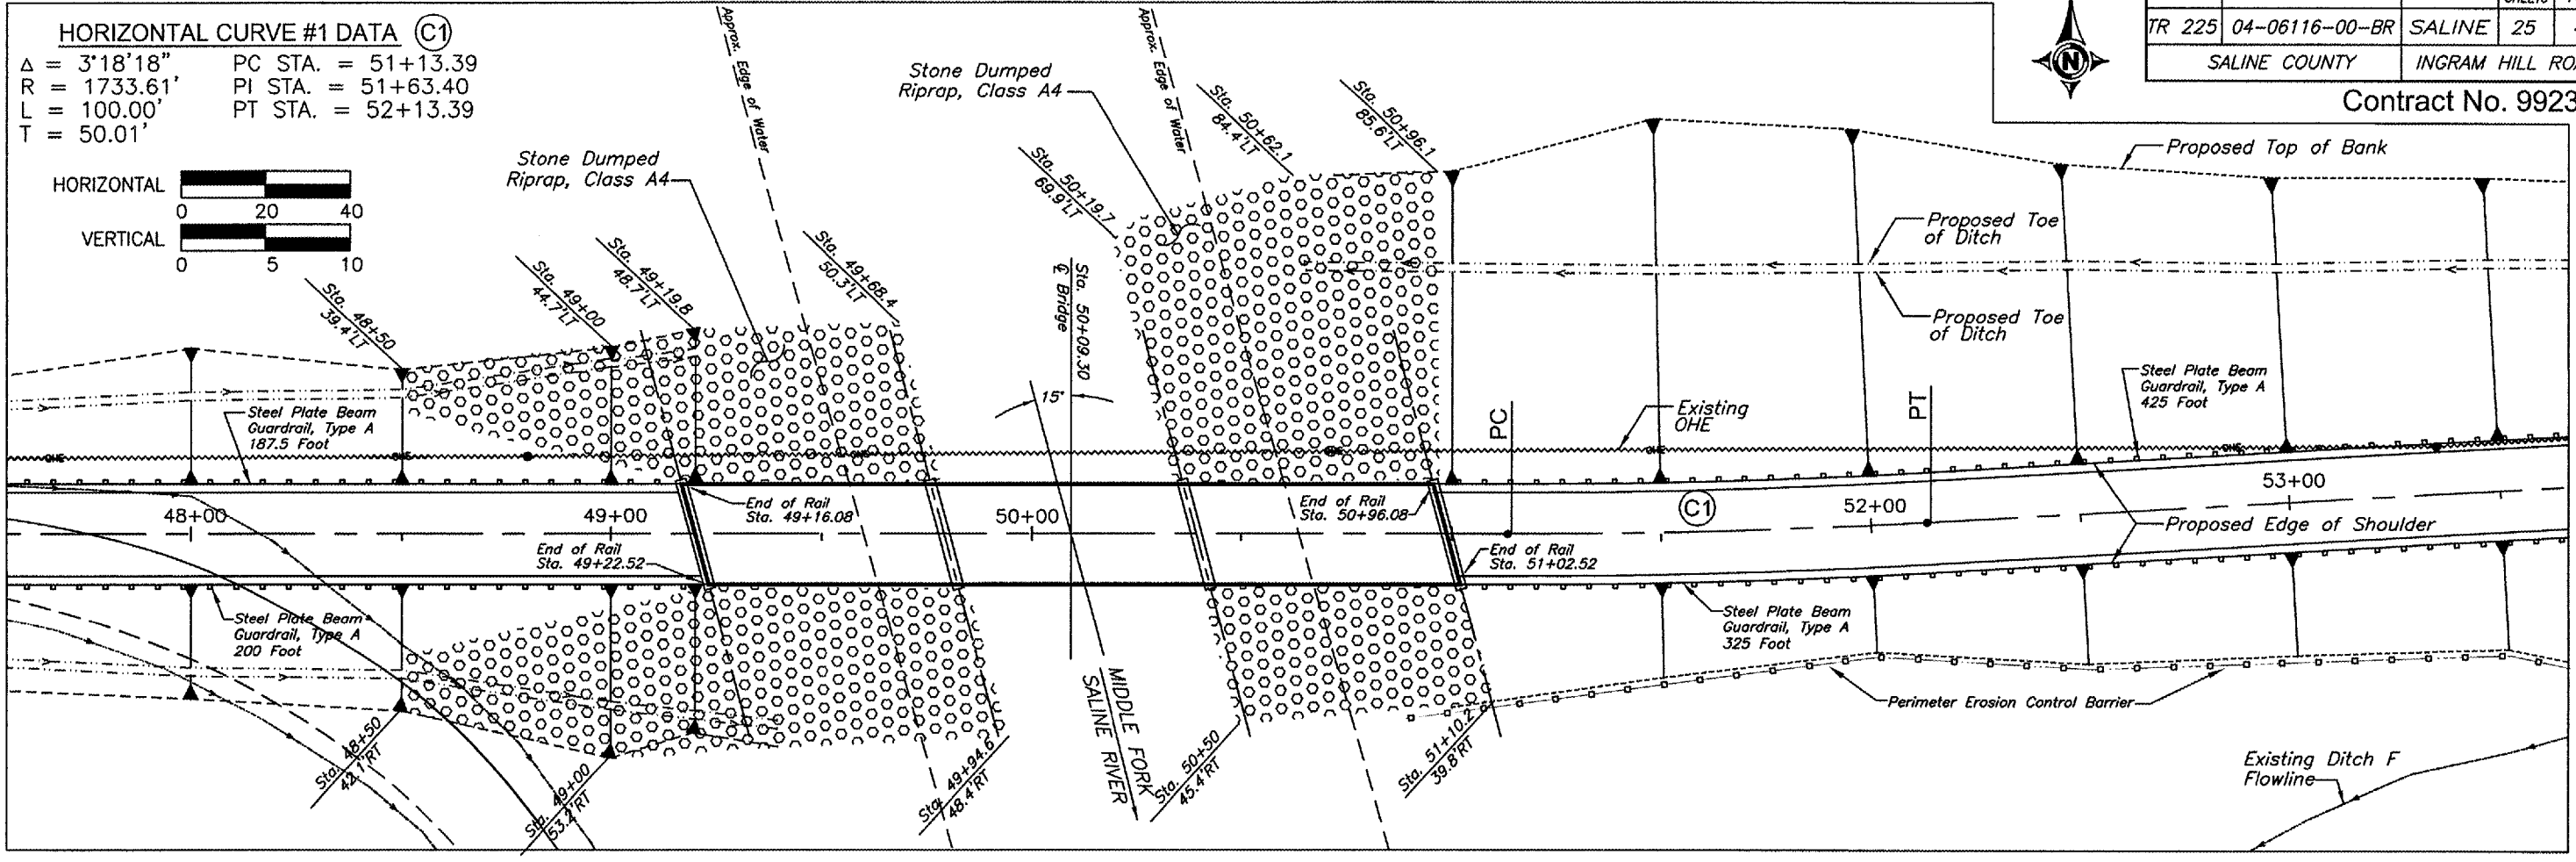 HORIZONTAL CURVE #1 DATA C1
Δ = 3°18'18"
R = 1733.61'
L = 100.00'
T = 50.01'
PC STA. = 51+13.39
PI STA. = 51+63.40
PT STA. = 52+13.39
HORIZONTAL
0 20 40
VERTICAL
0 5 10
TR 225 04-06116-00-BR SALINE 25
SALINE COUNTY INGRAM HILL
Contract No. 9923
N
Approx. Edge of Water
Approx. Edge of Water
Stone Dumped
Riprap, Class A4
Stone Dumped
Riprap, Class A4
Sta. 48+50
39.4'LT
Sta. 49+00
44.7'LT
Sta. 49+19.8
48.7'LT
Sta. 49+68.4
50.3'LT
Sta. 50+19.7
69.9'LT
Sta. 50+62.1
84.4'LT
Sta. 50+96.1
85.6'LT
Sta. 50+09.30
℄ Bridge
15°
Proposed Top of Bank
Proposed Toe
of Ditch
Proposed Toe
of Ditch
Steel Plate Beam
Guardrail, Type A
187.5 Foot
Steel Plate Beam
Guardrail, Type A
425 Foot
Existing
OHE
PC
PT
OHE
OHE
OHE
OHE
OHE
OHE
48+00
49+00
50+00
C1
52+00
53+00
End of Rail
Sta. 49+16.08
End of Rail
Sta. 50+96.08
End of Rail
Sta. 49+22.52
End of Rail
Sta. 51+02.52
Proposed Edge of Shoulder
Steel Plate Beam
Guardrail, Type A
200 Foot
Steel Plate Beam
Guardrail, Type A
325 Foot
Perimeter Erosion Control Barrier
MIDDLE FORK
SALINE RIVER
Sta. 48+50
42.1'RT
Sta. 49+00
53.2'RT
Sta. 49+94.6
48.4'RT
Sta. 50+50
45.4'RT
Sta. 51+10.2
39.8'RT
Existing Ditch F
Flowline